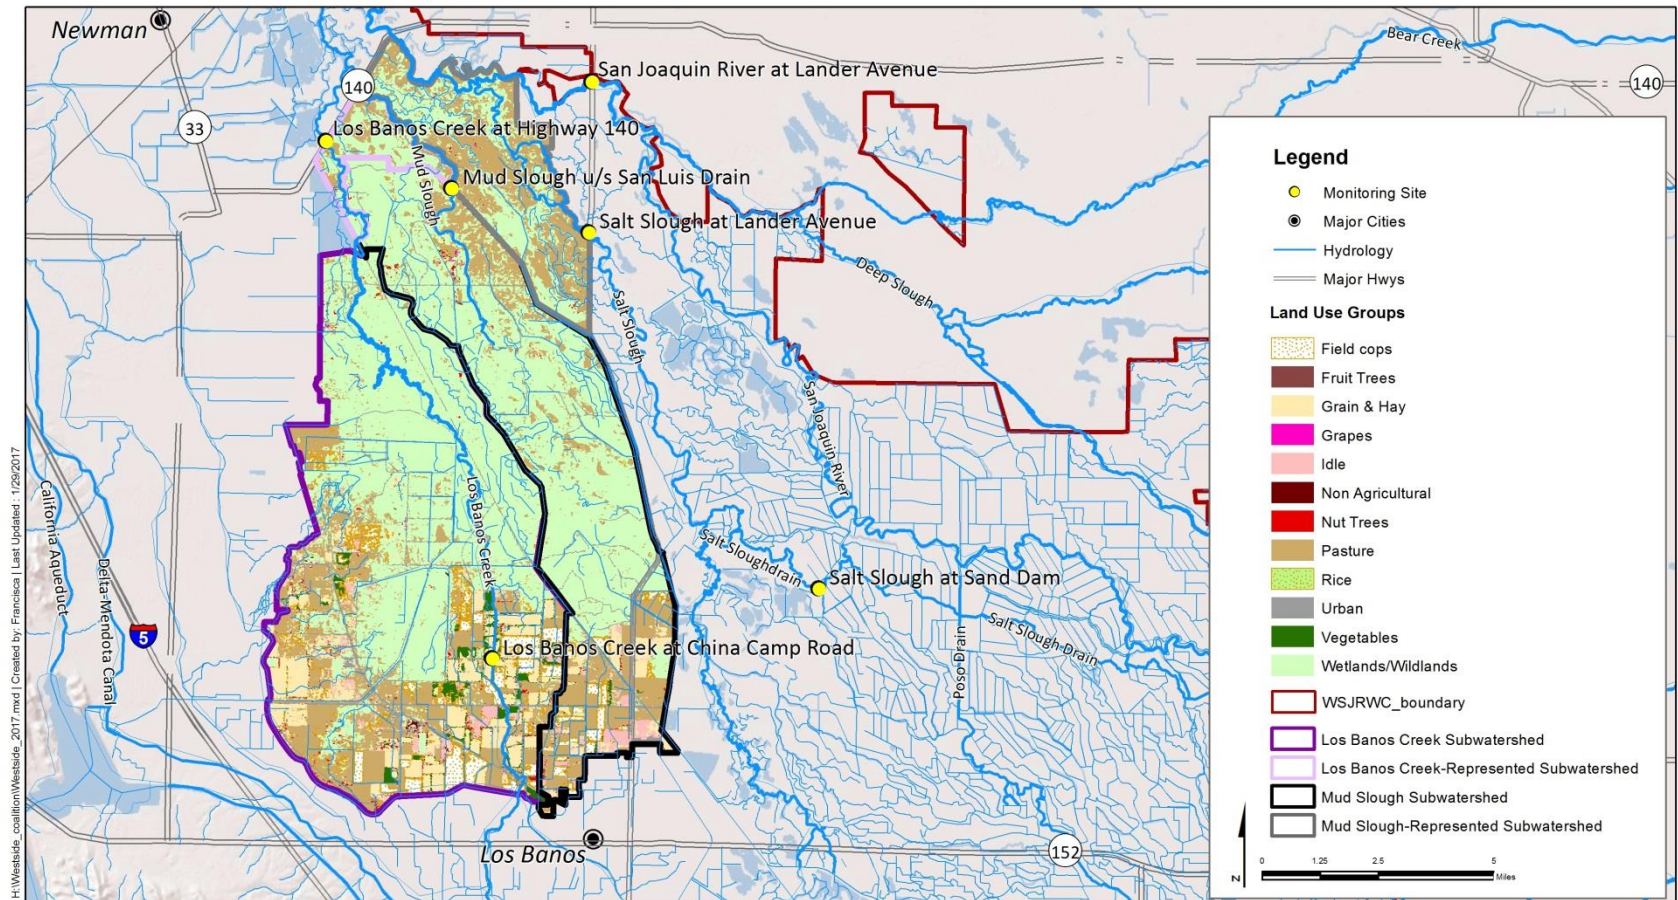 Newman
140
33
San Joaquin River at Lander Avenue
Bear Creek
140
Los Banos Creek at Highway 140
Mud Slough
Mud Slough u/s San Luis Drain
Salt Slough at Lander Avenue
Deep Slough
Salt Slough
San Joaquin River
Los Banos Creek
California Aqueduct
Delta-Mendota Canal
5
Salt Sloughdrain
Salt Slough at Sand Dam
Salt Slough Drain
Poso Drain
Los Banos Creek at China Camp Road
Los Banos
152
H:\Westside_coalition\Westside_2017.mxd | Created by: Francisca | Last Updated : 1/29/2017
Legend
Monitoring Site
Major Cities
Hydrology
Major Hwys
Land Use Groups
Field cops
Fruit Trees
Grain & Hay
Grapes
Idle
Non Agricultural
Nut Trees
Pasture
Rice
Urban
Vegetables
Wetlands/Wildlands
WSJRWC_boundary
Los Banos Creek Subwatershed
Los Banos Creek-Represented Subwatershed
Mud Slough Subwatershed
Mud Slough-Represented Subwatershed
N
0 1.25 2.5 5
Miles